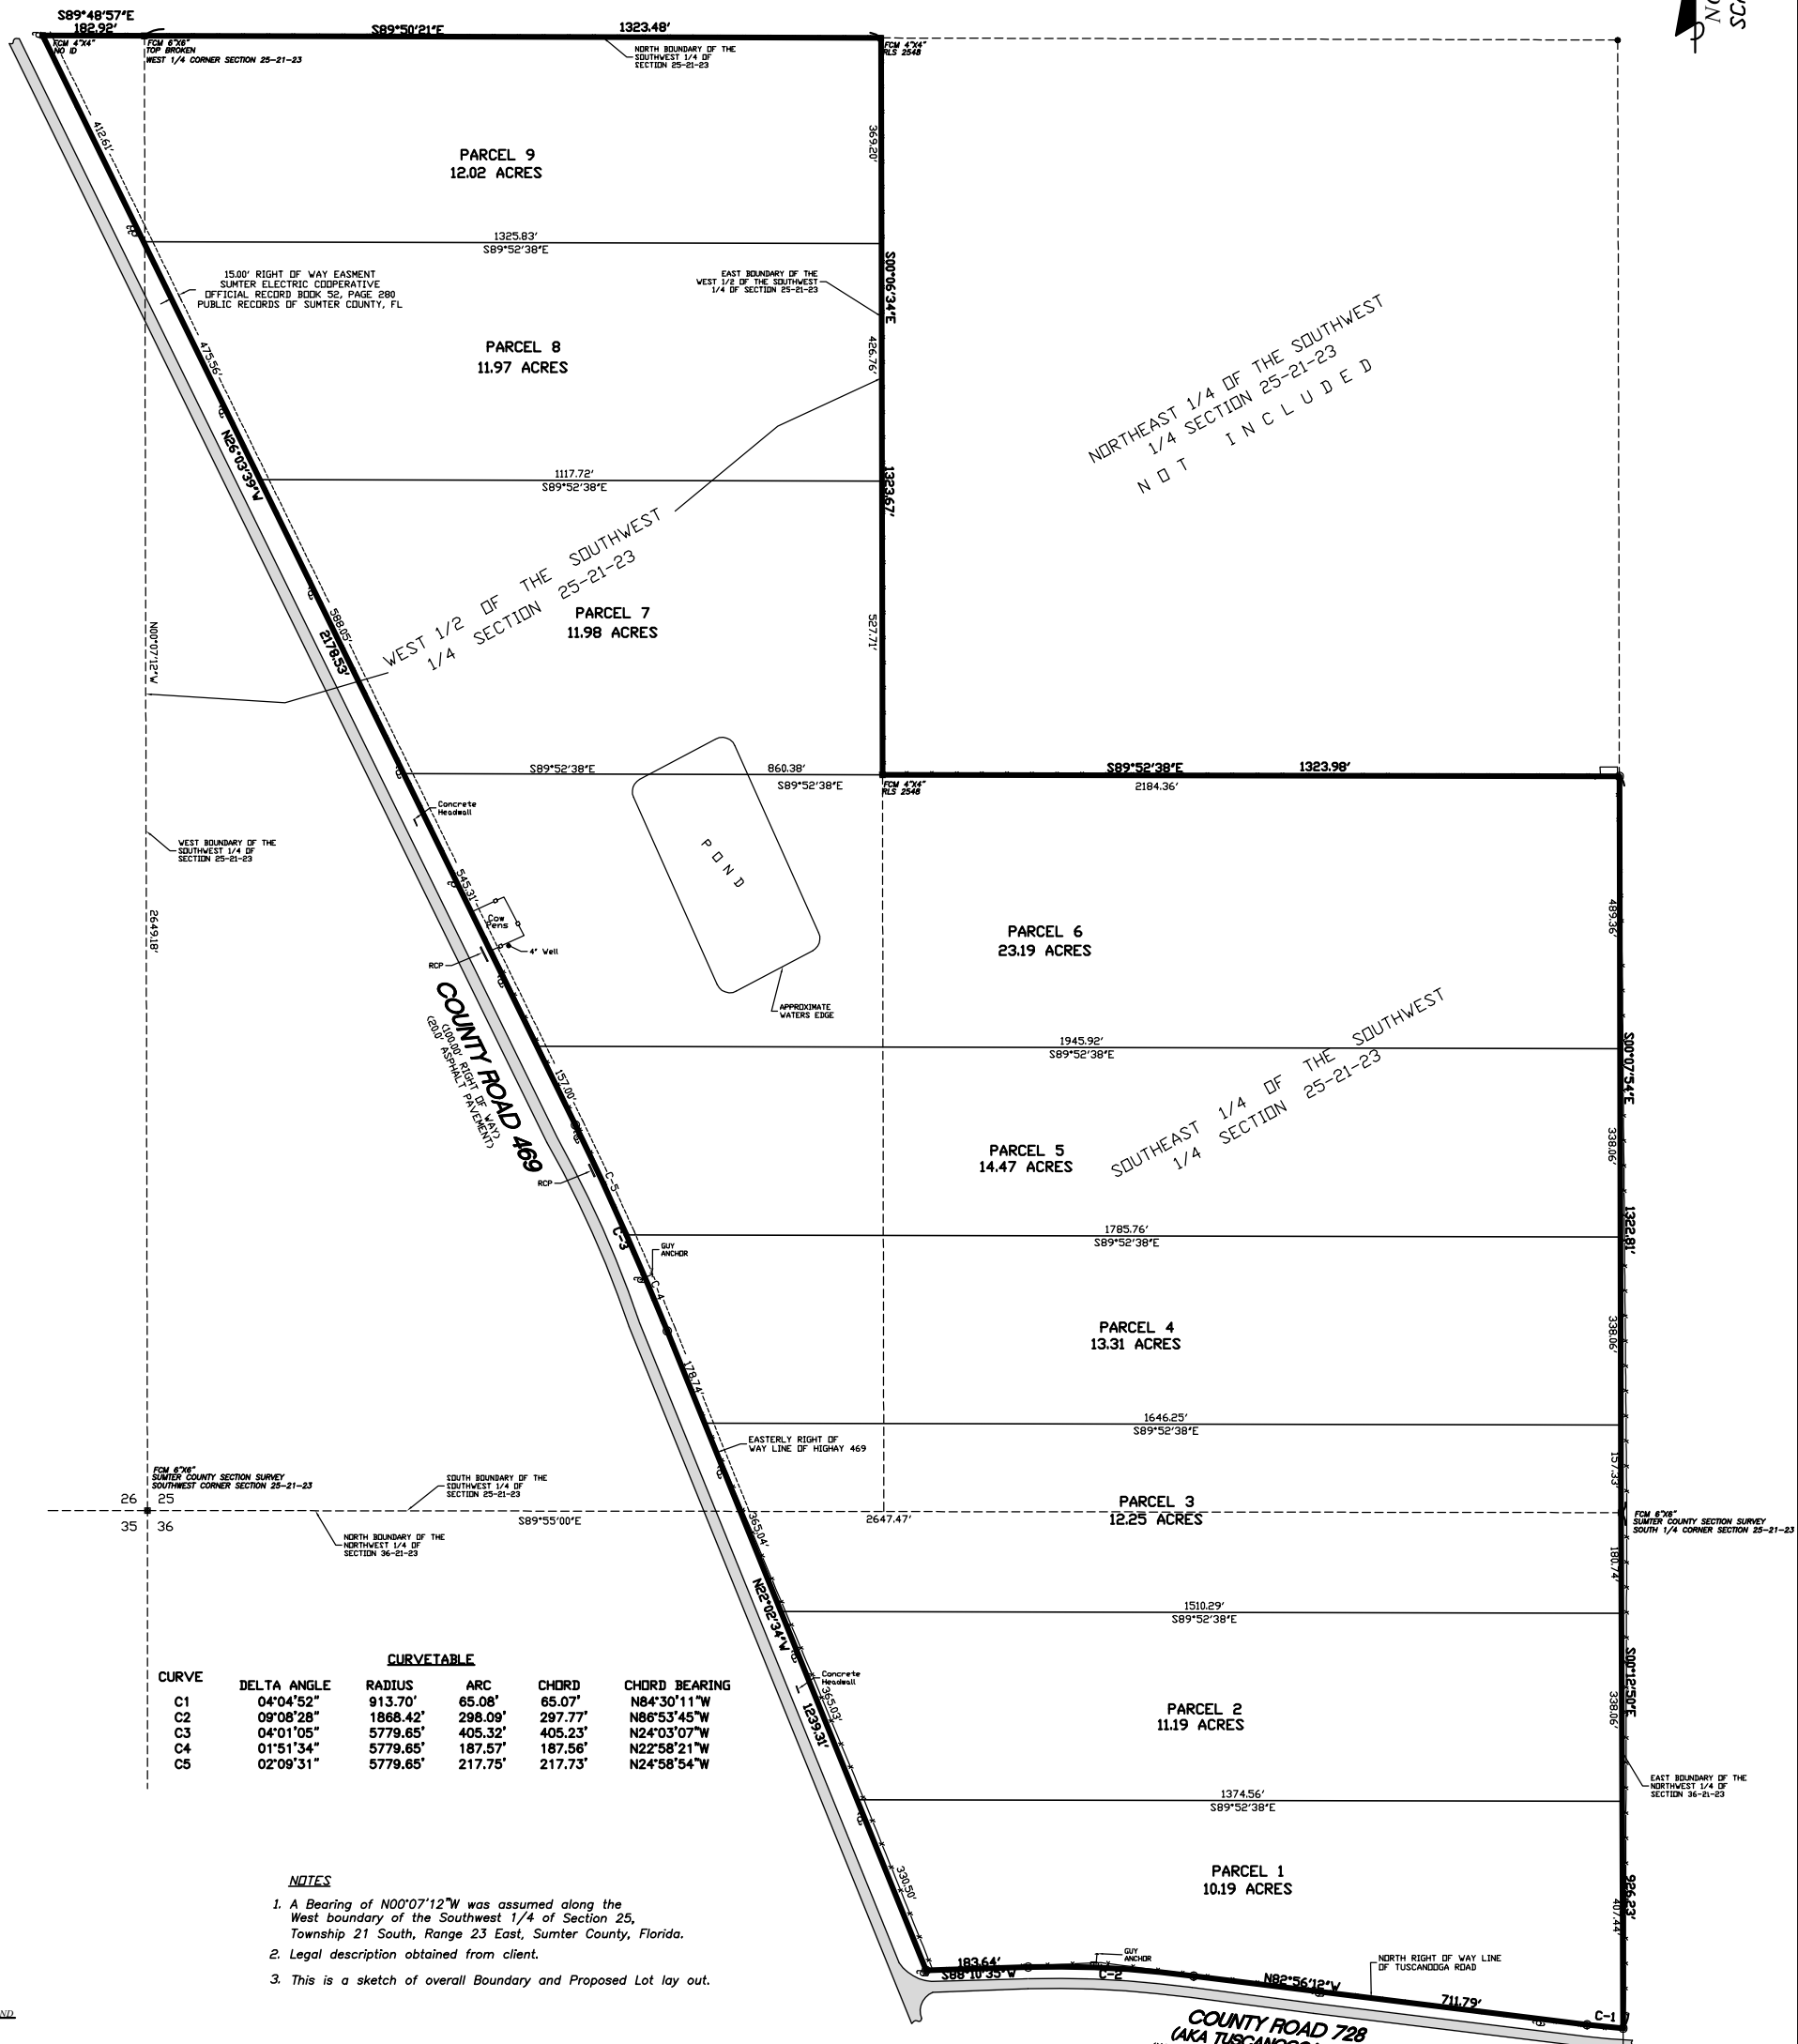 S89°48'57"E
182.92'
S89°50'21"E
1323.48'
FCM 4"X4"
NO ID
FCM 6"X6"
TOP BROKEN
WEST 1/4 CORNER SECTION 25-21-23
NORTH BOUNDARY OF THE
SOUTHWEST 1/4 OF
SECTION 25-21-23
FCM 4"X4"
RLS 2548
412.61'
369.20'
PARCEL 9
12.02 ACRES
1325.83'
S89°52'38"E
15.00' RIGHT OF WAY EASMENT
SUMTER ELECTRIC COOPERATIVE
OFFICIAL RECORD BOOK 52, PAGE 280
PUBLIC RECORDS OF SUMTER COUNTY, FL
EAST BOUNDARY OF THE
WEST 1/2 OF THE SOUTHWEST
1/4 OF SECTION 25-21-23
S00°06'34"E
426.76'
475.56'
PARCEL 8
11.97 ACRES
NORTHEAST 1/4 OF THE SOUTHWEST
1/4 SECTION 25-21-23
NOT INCLUDED
N26°03'39"W
1117.72'
S89°52'38"E
1323.67'
WEST 1/2 OF THE SOUTHWEST
1/4 SECTION 25-21-23
PARCEL 7
11.98 ACRES
588.05'
2178.53'
527.71'
N00°07'12"W
S89°52'38"E
860.38'
S89°52'38"E
FCM 4"X4"
RLS 2548
S89°52'38"E
1323.98'
2184.36'
Concrete
Headwall
WEST BOUNDARY OF THE
SOUTHWEST 1/4 OF
SECTION 25-21-23
POND
545.31'
Cow
Pens
4" Well
RCP
2649.18'
PARCEL 6
23.19 ACRES
489.36'
APPROXIMATE
WATERS EDGE
COUNTY ROAD 469
(100.00' RIGHT OF WAY)
(20.0' ASPHALT PAVEMENT)
1945.92'
S89°52'38"E
S00°07'54"E
157.00'
SOUTHEAST 1/4 OF THE SOUTHWEST
1/4 SECTION 25-21-23
PARCEL 5
14.47 ACRES
338.06'
RCP
C-5
C-3
1785.76'
S89°52'38"E
1322.81'
GUY
ANCHOR
C-4
PARCEL 4
13.31 ACRES
338.06'
178.74'
1646.25'
S89°52'38"E
EASTERLY RIGHT OF
WAY LINE OF HIGHAY 469
157.33'
FCM 6"X6"
SUMTER COUNTY SECTION SURVEY
SOUTHWEST CORNER SECTION 25-21-23
SOUTH BOUNDARY OF THE
SOUTHWEST 1/4 OF
SECTION 25-21-23
26 25
35 36
S89°55'00"E
2647.47'
PARCEL 3
12.25 ACRES
FCM 6"X6"
SUMTER COUNTY SECTION SURVEY
SOUTH 1/4 CORNER SECTION 25-21-23
NORTH BOUNDARY OF THE
NORTHWEST 1/4 OF
SECTION 36-21-23
365.04'
180.74'
N22°02'34"W
1510.29'
S89°52'38"E
S00°12'50"E
Concrete
Headwall
365.03'
1239.31'
PARCEL 2
11.19 ACRES
338.06'
CURVETABLE
CURVE DELTA ANGLE RADIUS ARC CHORD CHORD BEARING
C1 04°04'52" 913.70' 65.08' 65.07' N84°30'11"W
C2 09°08'28" 1868.42' 298.09' 297.77' N86°53'45"W
C3 04°01'05" 5779.65' 405.32' 405.23' N24°03'07"W
C4 01°51'34" 5779.65' 187.57' 187.56' N22°58'21"W
C5 02°09'31" 5779.65' 217.75' 217.73' N24°58'54"W
EAST BOUNDARY OF THE
NORTHWEST 1/4 OF
SECTION 36-21-23
1374.56'
S89°52'38"E
PARCEL 1
10.19 ACRES
330.50'
926.23'
407.44'
NOTES
1. A Bearing of N00°07'12"W was assumed along the
West boundary of the Southwest 1/4 of Section 25,
Township 21 South, Range 23 East, Sumter County, Florida.
2. Legal description obtained from client.
3. This is a sketch of overall Boundary and Proposed Lot lay out.
183.64'
S88°10'35"W
GUY
ANCHOR
C-2
N82°56'12"W
NORTH RIGHT OF WAY LINE
OF TUSCANOOGA ROAD
711.79'
C-1
COUNTY ROAD 728